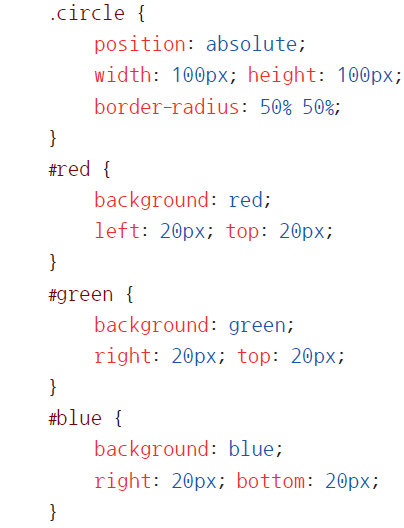 .circle {
position: absolute;
width: 100px; height: 100px;
border-radius: 50% 50%;
}
#red {
background: red;
left: 20px; top: 20px;
}
#green {
background: green;
right: 20px; top: 20px;
}
#blue {
background: blue;
right: 20px; bottom: 20px;
}